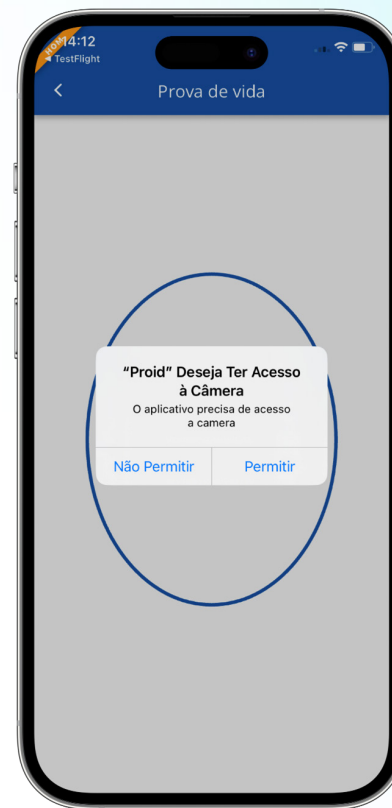 HOM
14:12
◀ TestFlight
Prova de vida
“Proid” Deseja Ter Acesso
à Câmera
O aplicativo precisa de acesso
a camera
Não Permitir Permitir